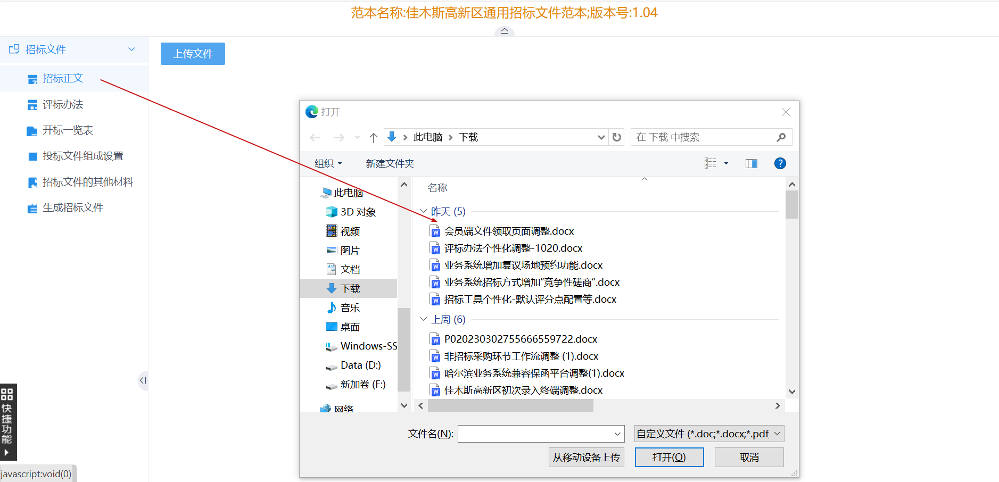 范本名称:佳木斯高新区通用招标文件范本;版本号:1.04
招标文件
招标正文
评标办法
开标一览表
投标文件组成设置
招标文件的其他材料
生成招标文件
上传文件
打开
此电脑 > 下载
在 下载 中搜索
组织
新建文件夹
此电脑
3D 对象
视频
图片
文档
下载
音乐
桌面
Windows-SS
Data (D:)
新加卷 (F:)
网络
名称
昨天 (5)
会员端文件领取页面调整.docx
评标办法个性化调整-1020.docx
业务系统增加复议场地预约功能.docx
业务系统招标方式增加”竞争性磋商“.docx
招标工具个性化-默认评分点配置等.docx
上周 (6)
P020230302755666559722.docx
非招标采购环节工作流调整 (1).docx
哈尔滨业务系统兼容保函平台调整(1).docx
佳木斯高新区初次录入终端调整.docx
文件名(N):
自定义文件 (*.doc;*.docx;*.pdf
从移动设备上传
打开(O)
取消
快捷功能
javascript:void(0)